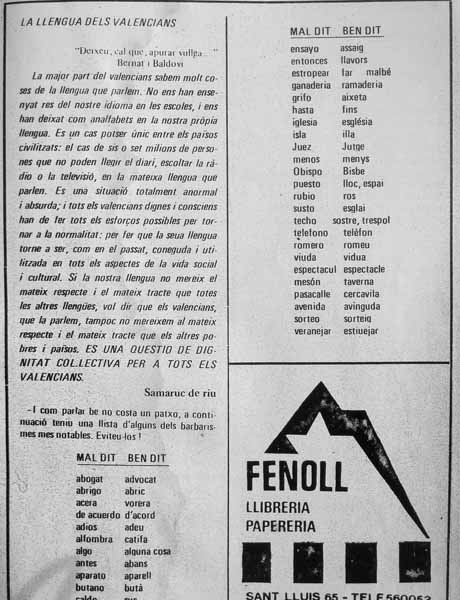 LA LLENGUA DELS VALENCIANS
"Deixeu, cal que, apurar vullga..."
Bernat i Baldovi
La major part del valencians sabem molt co-
ses de la llengua que parlem. No ens han ense-
nyat res del nostre idioma en les escoles, i ens
han deixat com analfabets en la nostra pròpia
llengua. Es un cas potser únic entre els països
civilitzats: el cas de sis o set milions de perso-
nes que no poden llegir el diari, escoltar la rà-
dio o la televisió, en la mateixa llengua que
parlen. Es una situació totalment anormal
i absurda; i tots els valencians dignes i consciens
han de fer tots els esforços possibles per tor-
nar a la normalitat: per fer que la seua llengua
torne a ser, com en el passat, coneguda i uti-
litzada en tots els aspectes de la vida social
i cultural. Si la nostra llengua no mereix el
mateix respecte i el mateix tracte que totes
les altres llengües, vol dir que els valencians,
que la parlem, tampoc no mereixem al mateix
respecte i el mateix tracte que els altres po-
bres i països. ES UNA QUESTIO DE DIG-
NITAT COL.LECTIVA PER A TOTS ELS
VALENCIANS.
Samaruc de riu
-I com parlar be no costa un patxo, a conti-
nuació teniu una llista d'alguns dels barbaris-
mes mes notables. Eviteu-los!
MAL DIT BEN DIT
abogat advocat
abrigo abric
acera vorera
de acuerdo d'acord
adios adeu
alfombra catifa
algo alguna cosa
antes abans
aparato aparell
butano butà
MAL DIT BEN DIT
ensayo assaig
entonces llavors
estropear far malbé
ganaderia ramaderia
grifo aixeta
hasta fins
iglesia església
isla illa
Juez Jutge
menos menys
Obispo Bisbe
puesto lloc, espai
rubio ros
susto esglai
techo sostre, trespol
telefono telèfon
romero romeu
viuda vidua
espectacul espectacle
mesón taverna
pasacalle cercavila
avenida avinguda
sorteo sorteig
veranejar estiuejar
FENOLL
LLIBRERIA
PAPERERIA
SANT LLUIS 65 - TELF 560053